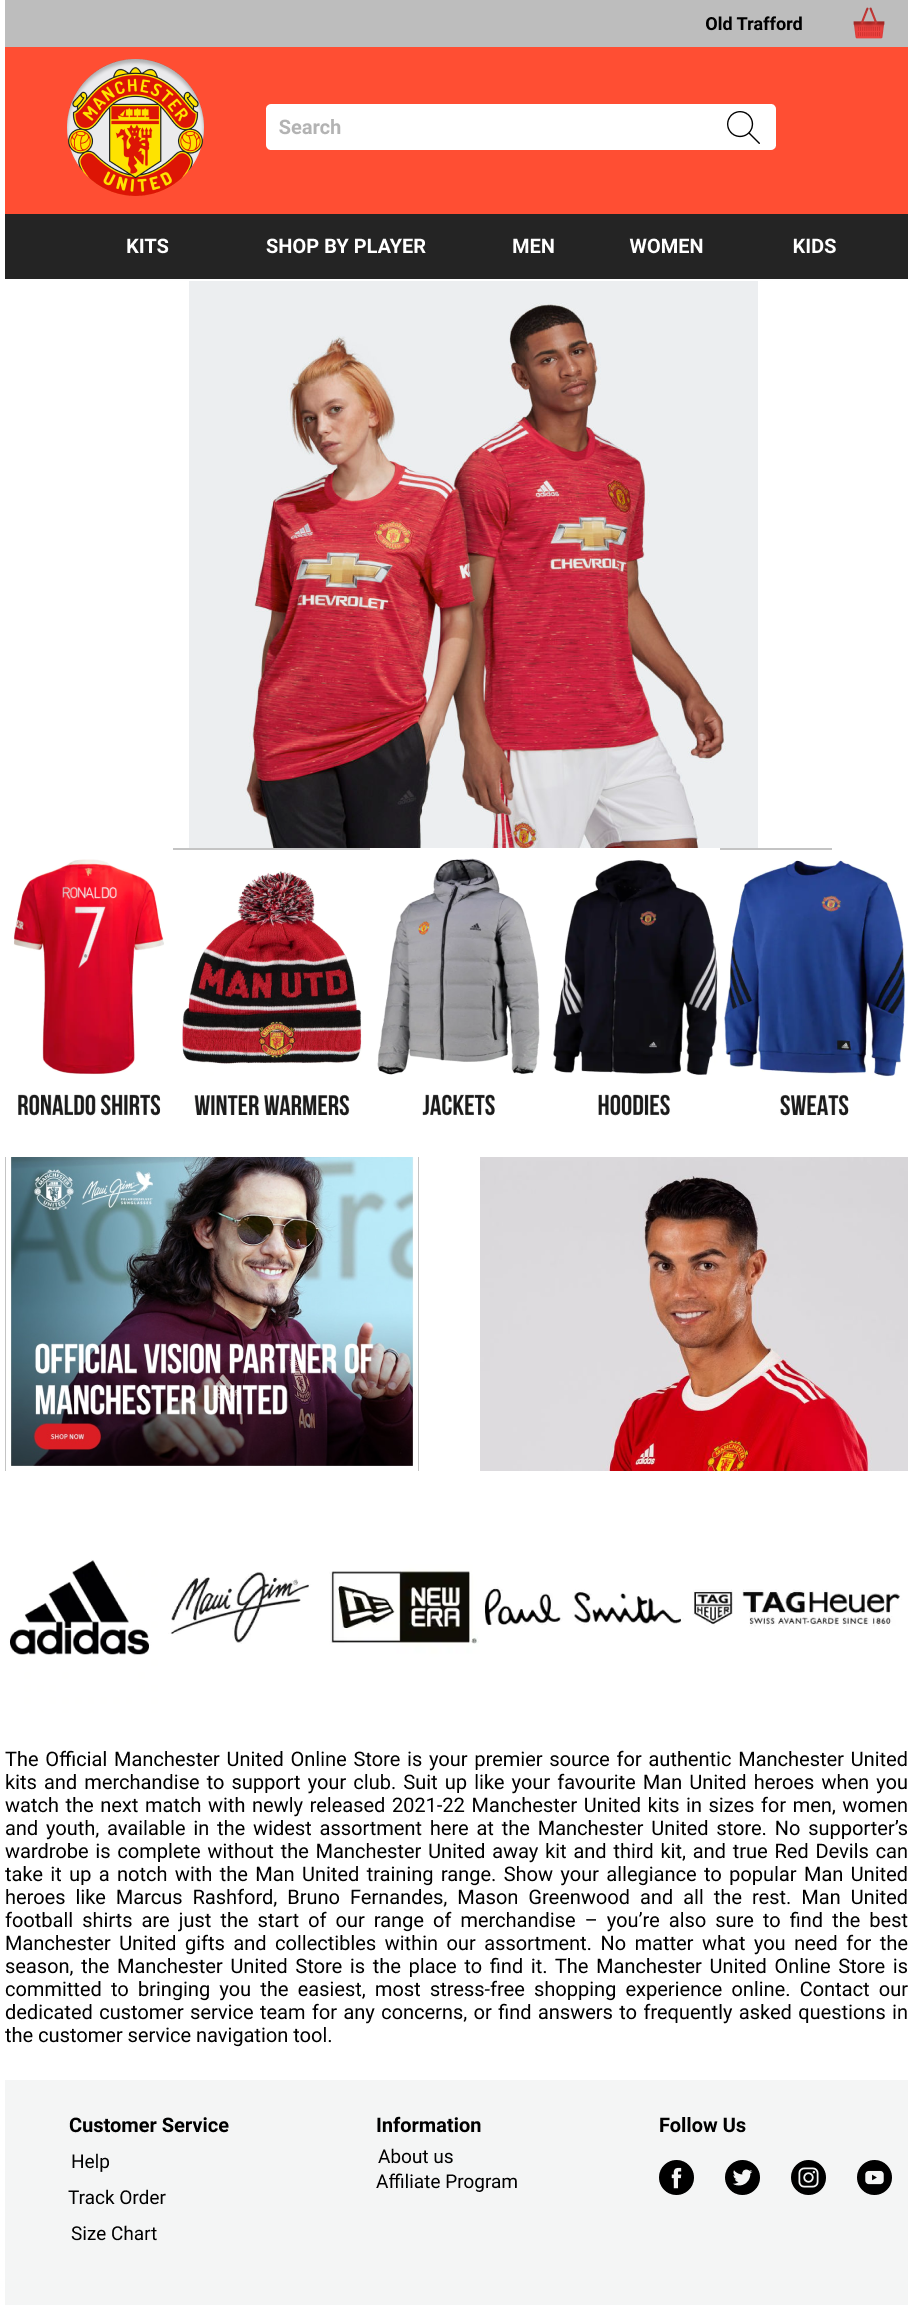 Old Trafford
MANCHESTER
UNITED
Search
KITS SHOP BY PLAYER MEN WOMEN KIDS
adidas
CHEVROLET
CHEVROLET
RONALDO
7
MAN UTD
RONALDO SHIRTS WINTER WARMERS JACKETS HOODIES SWEATS
MANCHESTER
UNITED
Maui Jim
SUNGLASSES
OFFICIAL VISION PARTNER OF
MANCHESTER UNITED
AON
SHOP NOW
adidas
MANCHESTER
adidas
Maui Jim
NEW
ERA
Paul Smith
TAG
HEUER
TAGHeuer
SWISS AVANT-GARDE SINCE 1860
The Official Manchester United Online Store is your premier source for authentic Manchester United
kits and merchandise to support your club. Suit up like your favourite Man United heroes when you
watch the next match with newly released 2021-22 Manchester United kits in sizes for men, women
and youth, available in the widest assortment here at the Manchester United store. No supporter's
wardrobe is complete without the Manchester United away kit and third kit, and true Red Devils can
take it up a notch with the Man United training range. Show your allegiance to popular Man United
heroes like Marcus Rashford, Bruno Fernandes, Mason Greenwood and all the rest. Man United
football shirts are just the start of our range of merchandise – you're also sure to find the best
Manchester United gifts and collectibles within our assortment. No matter what you need for the
season, the Manchester United Store is the place to find it. The Manchester United Online Store is
committed to bringing you the easiest, most stress-free shopping experience online. Contact our
dedicated customer service team for any concerns, or find answers to frequently asked questions in
the customer service navigation tool.
Customer Service Information Follow Us
Help About us
Affiliate Program
Track Order
Size Chart